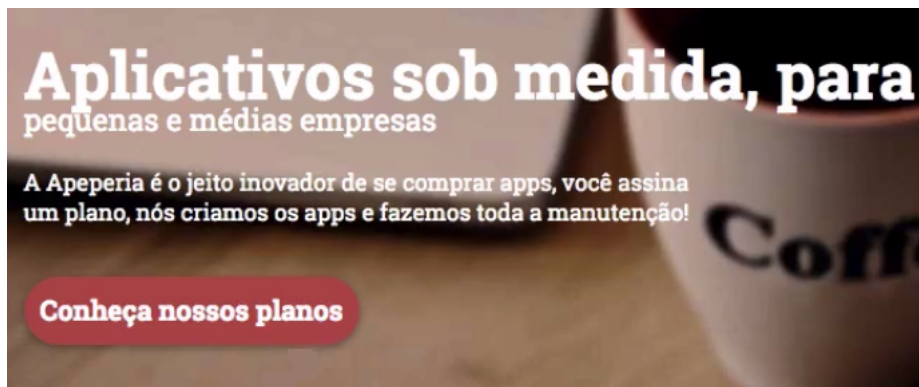 Aplicativos sob medida, para
pequenas e médias empresas
A Apeperia é o jeito inovador de se comprar apps, você assina
um plano, nós criamos os apps e fazemos toda a manutenção!
Conheça nossos planos
Coff